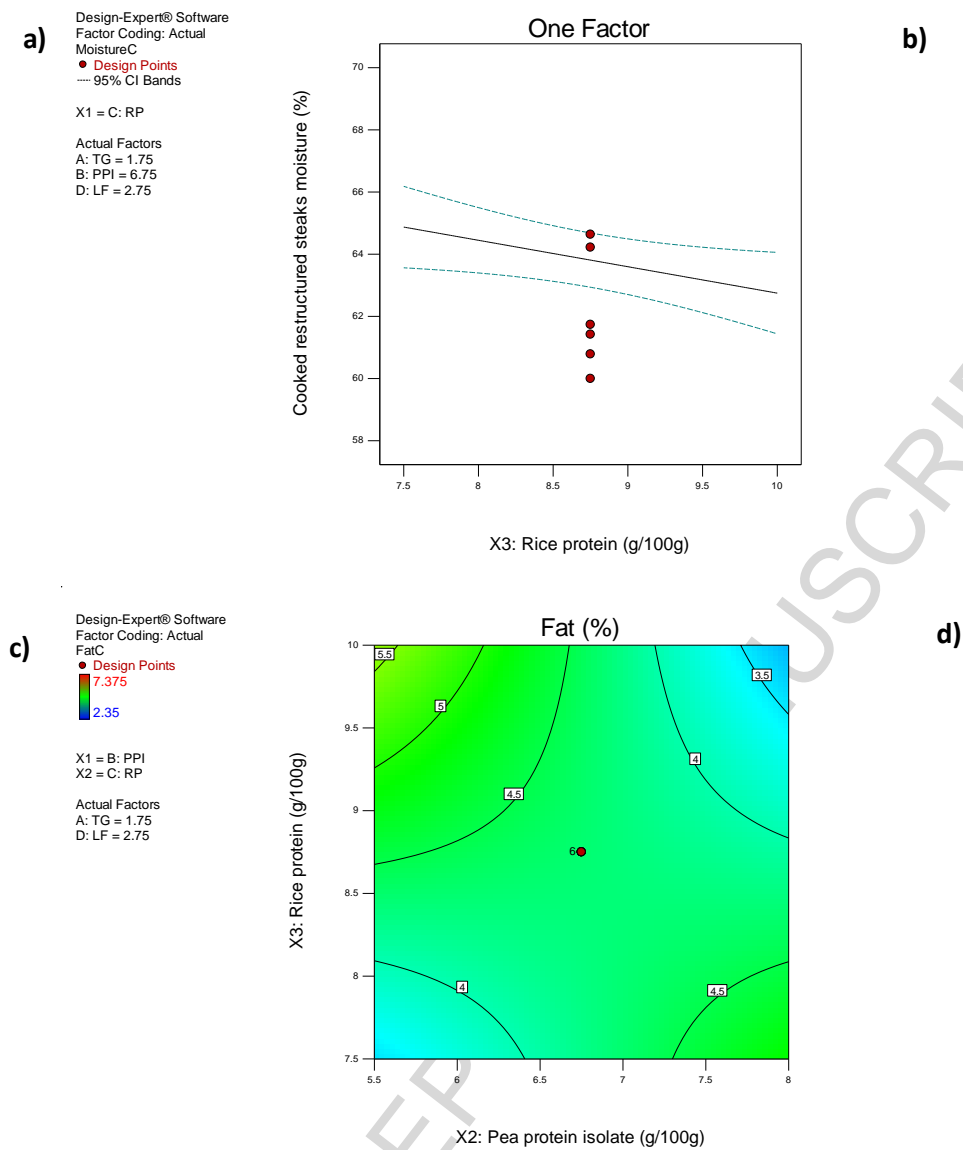 a)
Design-Expert® Software
Factor Coding: Actual
MoistureC
Design Points
95% CI Bands
X1 = C: RP
Actual Factors
A: TG = 1.75
B: PPI = 6.75
D: LF = 2.75
One Factor
b)
Cooked restructured steaks moisture (%)
70
68
66
64
62
60
58
7.5 8 8.5 9 9.5 10
X3: Rice protein (g/100g)
c)
Design-Expert® Software
Factor Coding: Actual
FatC
Design Points
7.375
2.35
X1 = B: PPI
X2 = C: RP
Actual Factors
A: TG = 1.75
D: LF = 2.75
Fat (%)
d)
X3: Rice protein (g/100g)
10
9.5
9
8.5
8
7.5
5.5
5
4.5
6
3.5
4
4
4.5
5.5 6 6.5 7 7.5 8
X2: Pea protein isolate (g/100g)